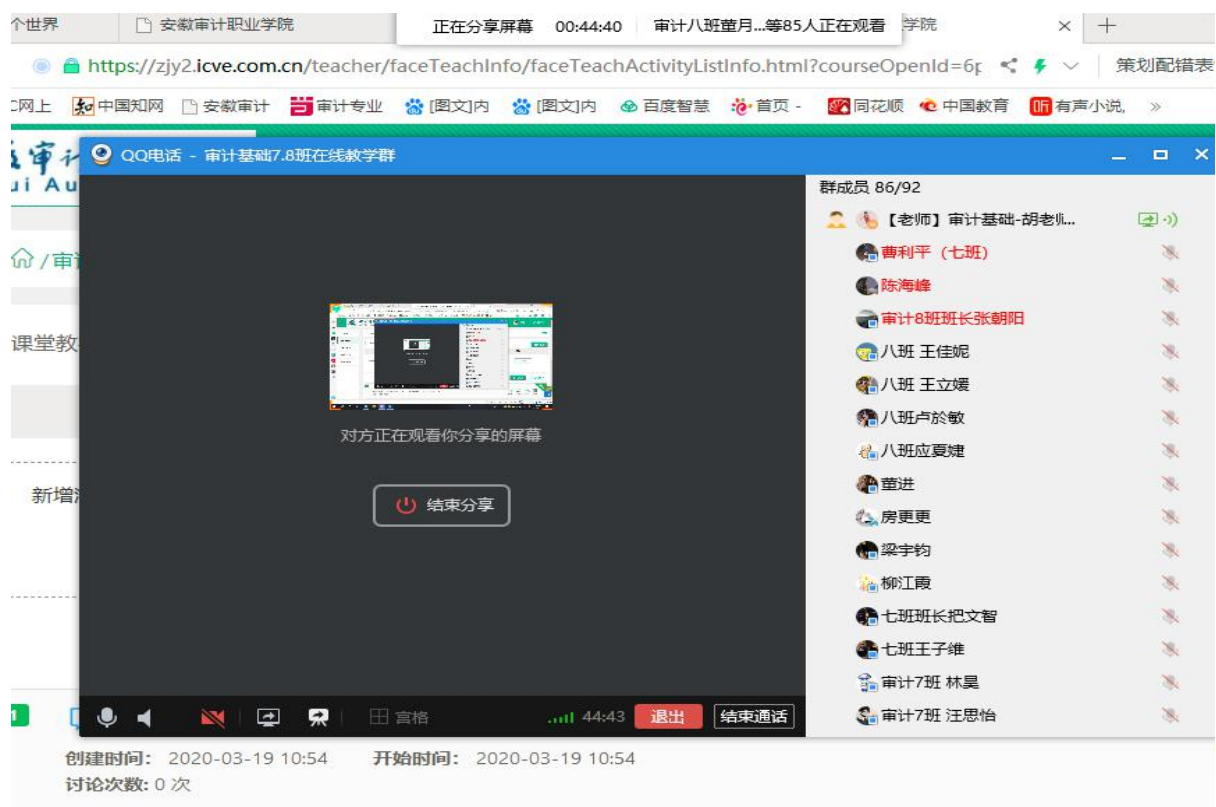 个世界 安徽审计职业学院 正在分享屏幕 00:44:40 审计八班董月...等85人正在观看 学院
https://zjy2.icve.com.cn/teacher/faceTeachInfo/faceTeachActivityListInfo.html?courseOpenId=6r 策划配错表
网上 中国知网 安徽审计 审计专业 [图文]内 [图文]内 百度智慧 首页 - 同花顺 中国教育 有声小说, »
QQ电话 - 审计基础7.8班在线教学群
ui Au
群成员 86/92
【老师】审计基础-胡老师...
/审
曹利平（七班）
陈海峰
审计8班班长张朝阳
课堂教
八班 王佳妮
八班 王立媛
八班卢於敏
对方正在观看你分享的屏幕
八班应夏婕
新增
董进
结束分享
房更更
梁宇钧
柳江霞
七班班长把文智
七班王子维
审计7班 林昊
宫格 44:43 退出 结束通话
审计7班 汪思怡
创建时间： 2020-03-19 10:54 开始时间： 2020-03-19 10:54
讨论次数: 0 次